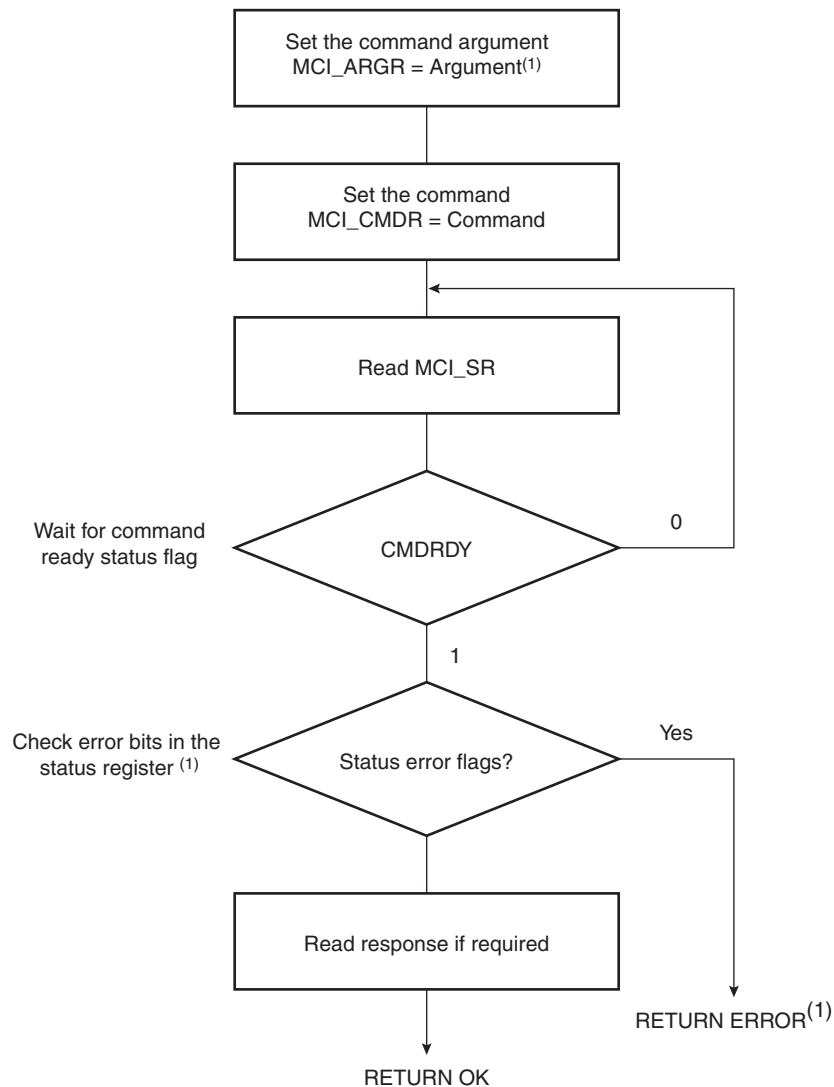 Set the command argument
MCI_ARGR = Argument(1)
Set the command
MCI_CMDR = Command
Read MCI_SR
Wait for command
ready status flag
CMDRDY
0
1
Check error bits in the
status register (1)
Status error flags?
Yes
Read response if required
RETURN ERROR(1)
RETURN OK